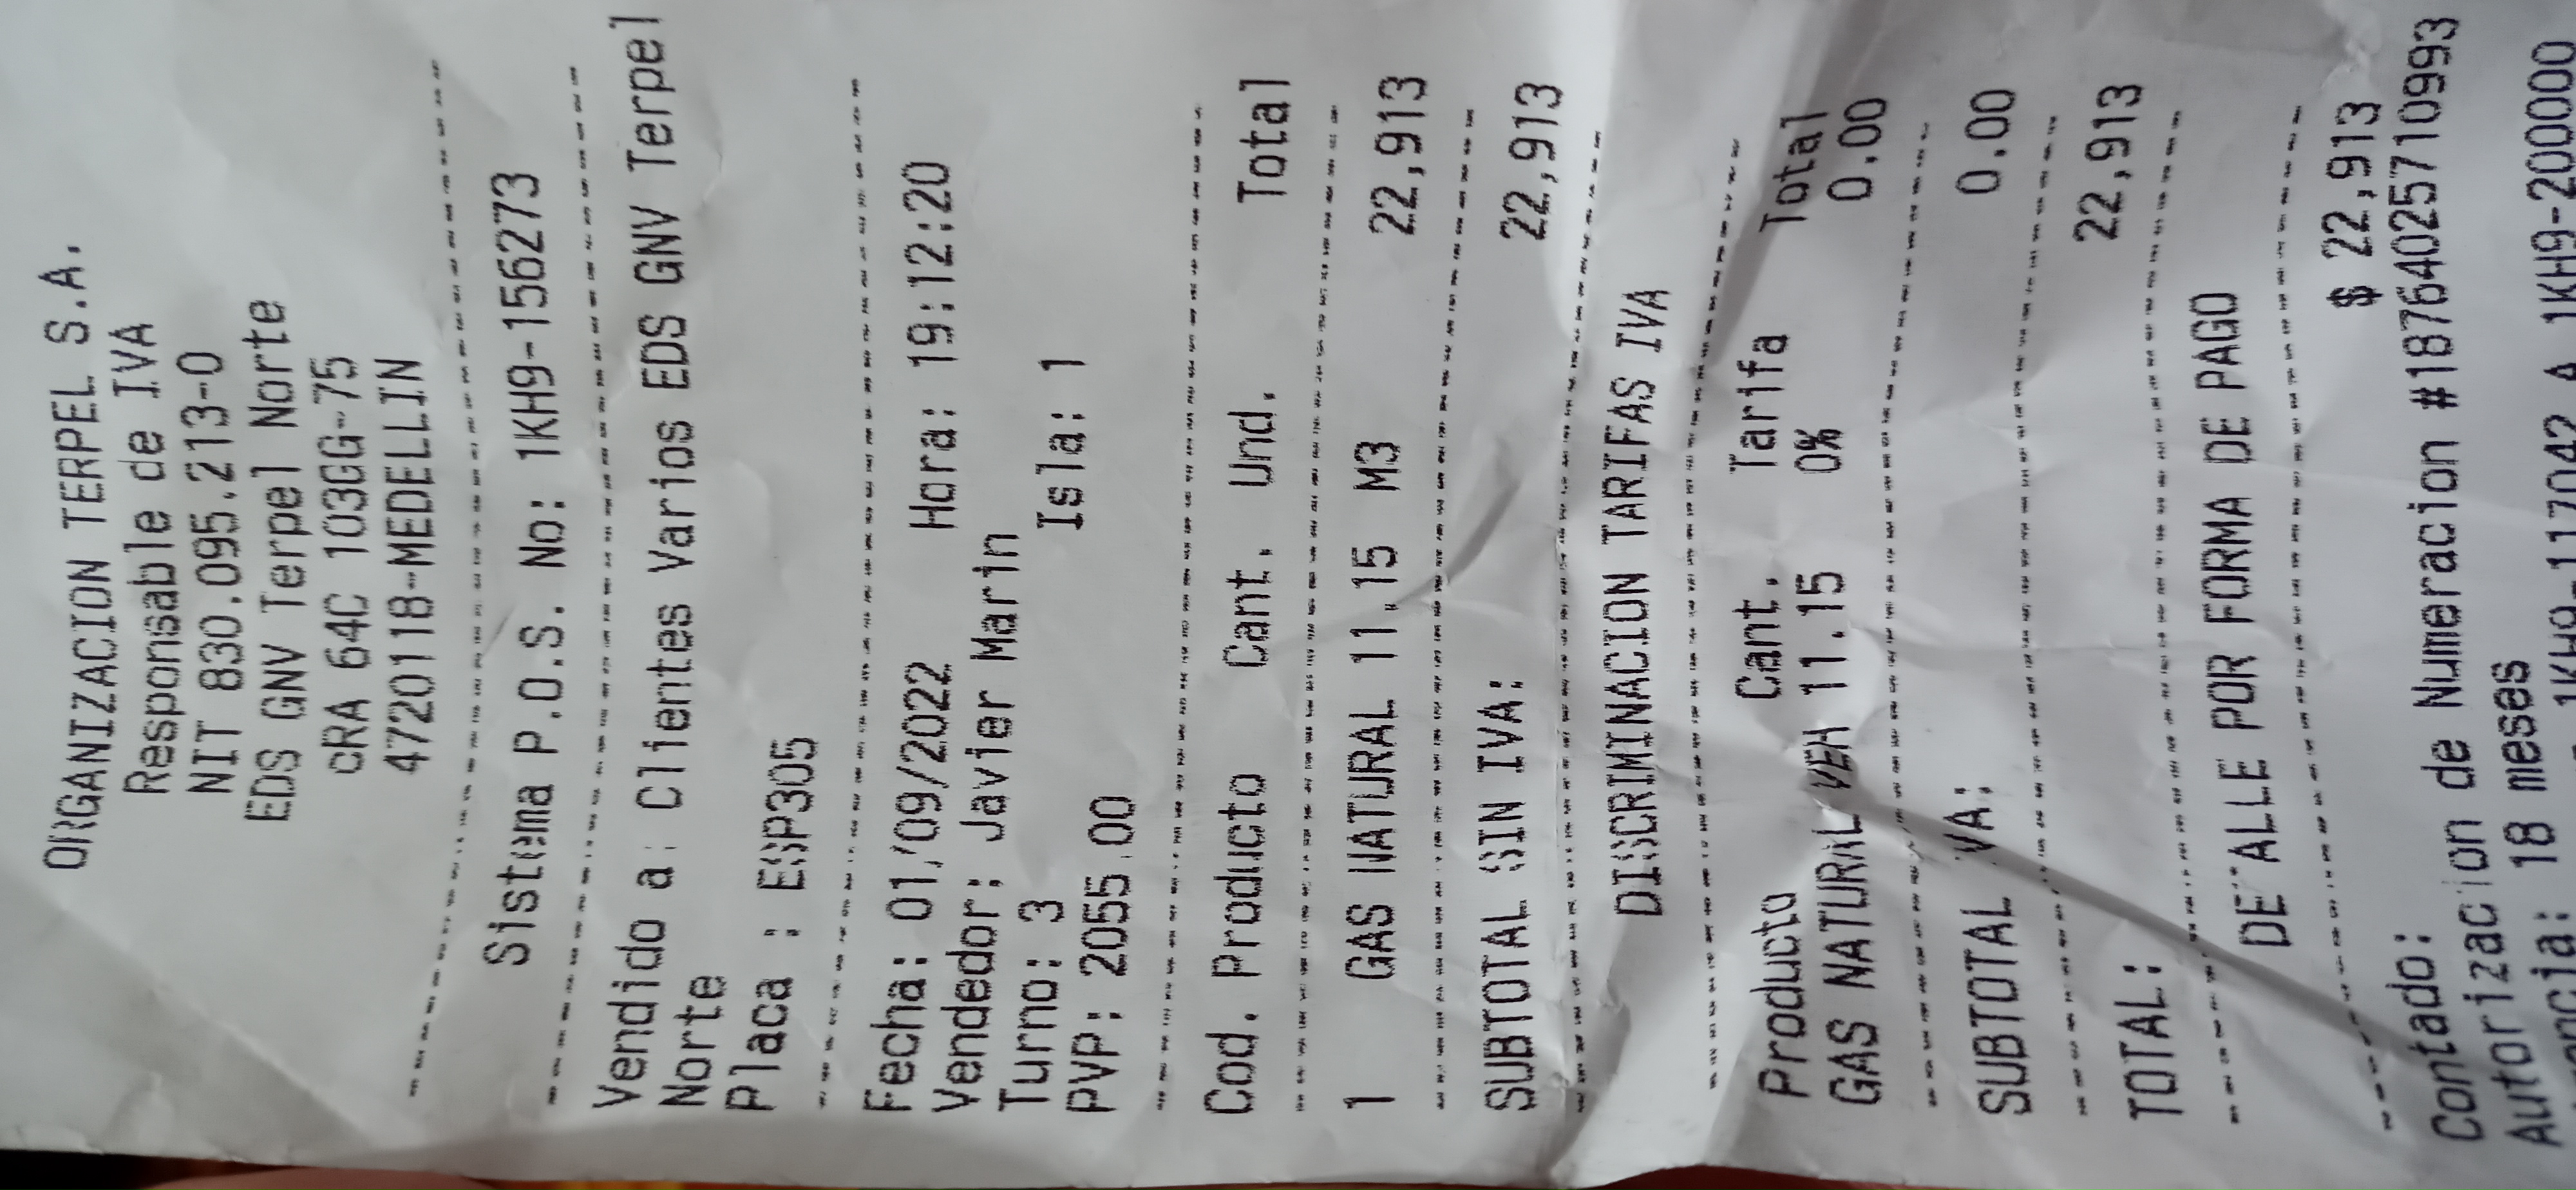 ORGANIZACION TERPEL S.A.
Responsable de IVA
NIT 830.095.213-0
EDS GNV Terpel Norte
cRA 64C 103GG-75
4720118-MEDELLIN
Sistema P.O.S. No: 1KH9-156273
Vendido a: Clientes Varios EDS GNV Terpel
Norte
Placa : ESP305
Fecha: 01/09/2022 Hora: 19:12:20
Vendedor: Javier Marin
Turno: 3 Isla: 1
PVP: 2055.00
Cod. Producto Cant. Und. Total
1 GAS NATURAL 11.15 M3 22,913
SUBTOTAL SIN IVA: 22,913
DISCRIMINACION TARIFAS IVA
Producto Cant. Tarifa Total
GAS NATURAL VEH 11.15 0% 0.00
SUBTOTAL IVA: 0.00
TOTAL: 22,913
DETALLE POR FORMA DE PAGO
Contado: $ 22,913
Autorizacion de Numeracion #18764025710993
18 meses
1KH9-117042 A 1KH9-200000